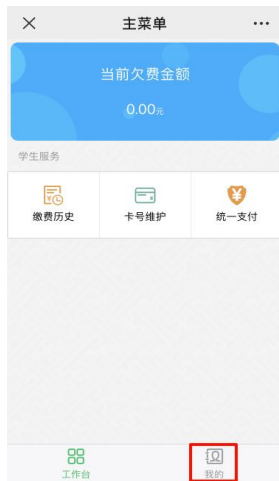 主菜单
当前欠费金额
0.00元
学生服务
缴费历史 卡号维护 统一支付
工作台 我的